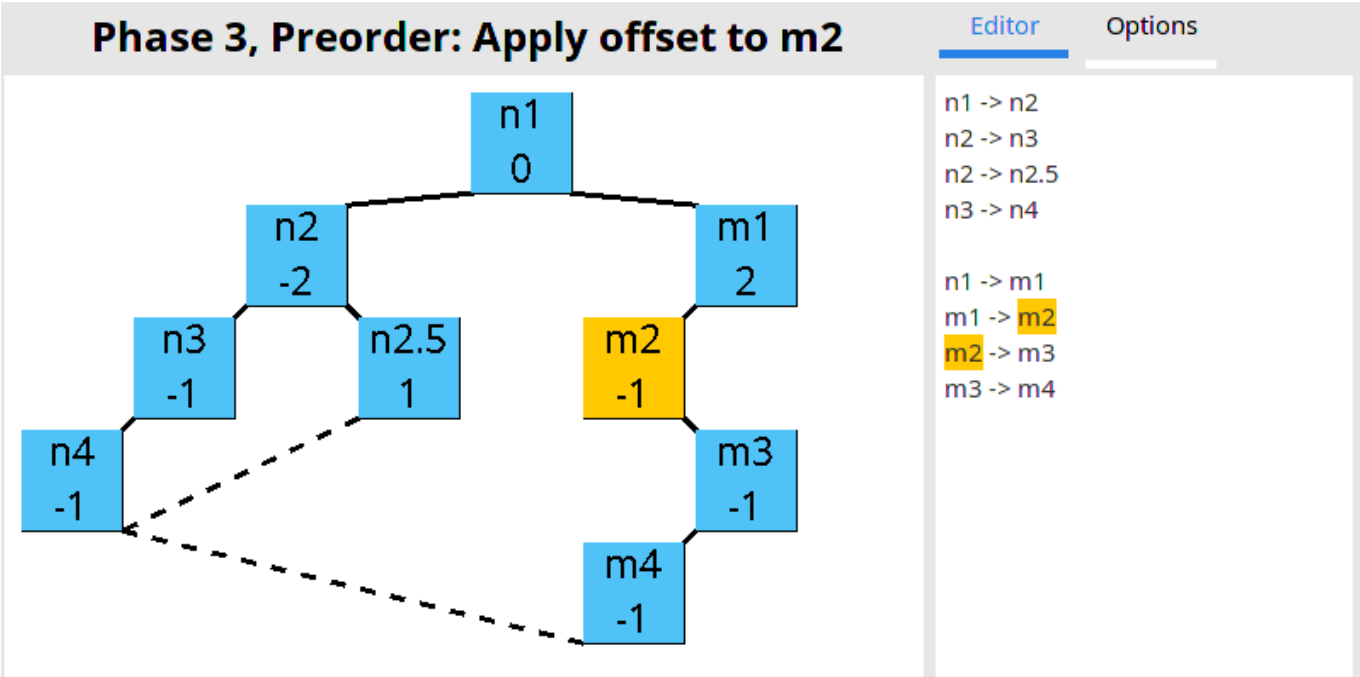 Phase 3, Preorder: Apply offset to m2
n1
0
n2
-2
m1
2
n3
-1
n2.5
1
m2
-1
n4
-1
m3
-1
m4
-1
Editor
Options
n1 -> n2
n2 -> n3
n2 -> n2.5
n3 -> n4
n1 -> m1
m1 -> m2
m2 -> m3
m3 -> m4